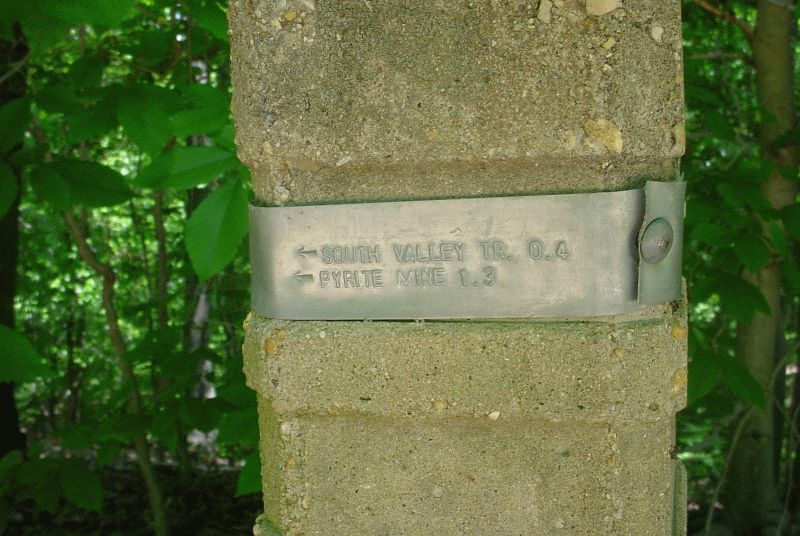 ← SOUTH VALLEY TR. 0.4
← PYRITE MINE 1.3